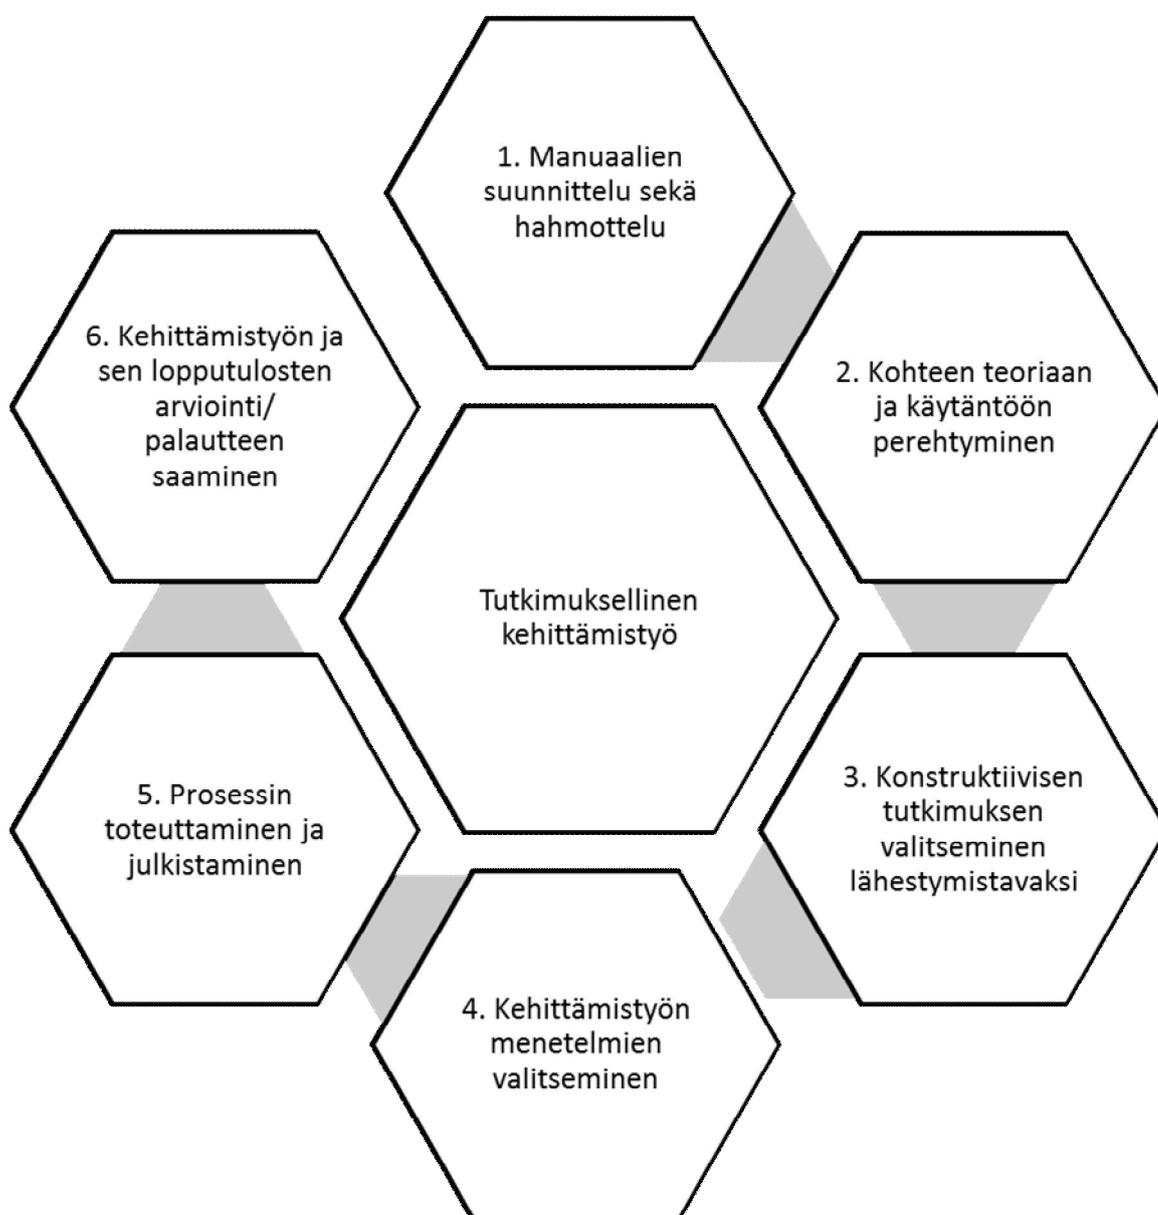 1. Manuaalien
suunnittelu sekä
hahmottelu
2. Kohteen teoriaan
ja käytäntöön
perehtyminen
3. Konstruktiivisen
tutkimuksen
valitseminen
lähestymistavaksi
4. Kehittämistyön
menetelmien
valitseminen
5. Prosessin
toteuttaminen ja
julkistaminen
6. Kehittämistyön ja
sen lopputulosten
arviointi/
palautteen
saaminen
Tutkimuksellinen
kehittämistyö